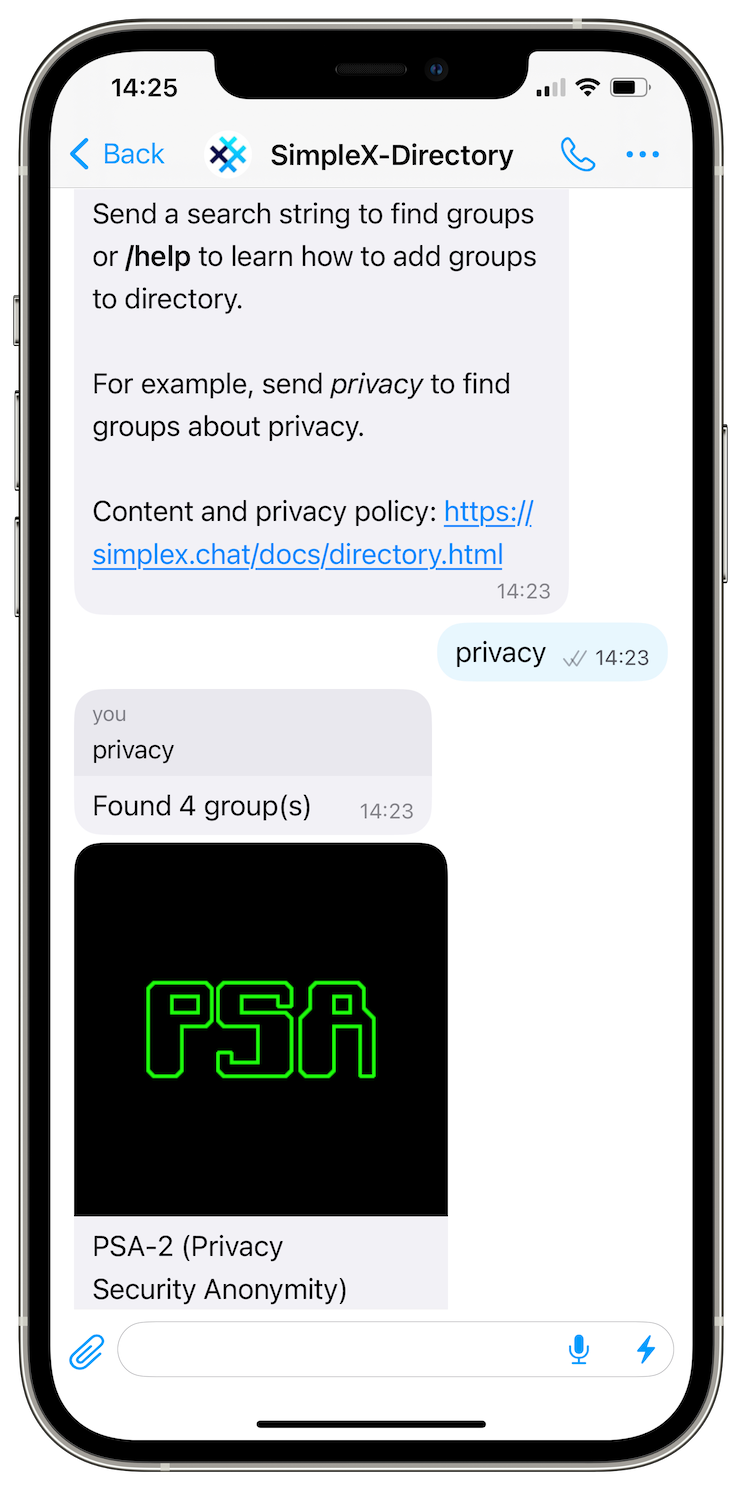 14:25
Back
SimpleX-Directory
Send a search string to find groups
or /help to learn how to add groups
to directory.
For example, send privacy to find
groups about privacy.
Content and privacy policy: https://
simplex.chat/docs/directory.html
14:23
privacy 14:23
you
privacy
Found 4 group(s) 14:23
PSA
PSA-2 (Privacy
Security Anonymity)